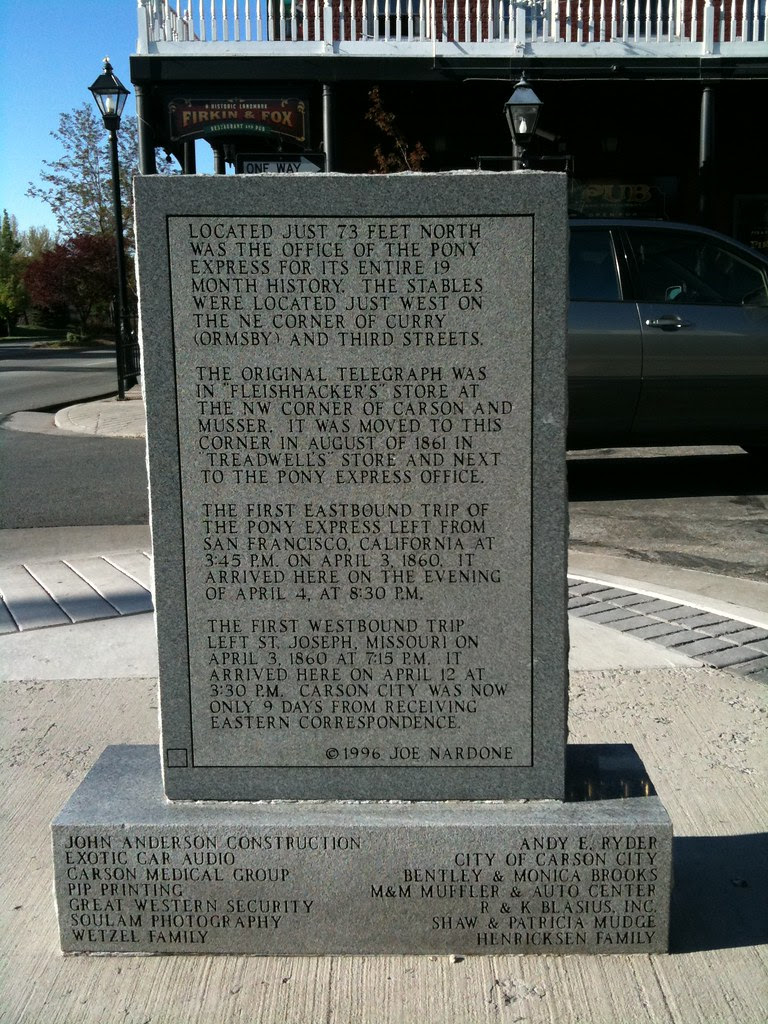 A HISTORIC LANDMARK
FIRKIN & FOX
RESTAURANT AND PUB
ONE WAY
PUB
LOCATED JUST 73 FEET NORTH
WAS THE OFFICE OF THE PONY
EXPRESS FOR ITS ENTIRE 19
MONTH HISTORY. THE STABLES
WERE LOCATED JUST WEST ON
THE NE CORNER OF CURRY
(ORMSBY) AND THIRD STREETS.
THE ORIGINAL TELEGRAPH WAS
IN "FLEISHHACKER'S" STORE AT
THE NW CORNER OF CARSON AND
MUSSER. IT WAS MOVED TO THIS
CORNER IN AUGUST OF 1861 IN
"TREADWELL'S" STORE AND NEXT
TO THE PONY EXPRESS OFFICE.
THE FIRST EASTBOUND TRIP OF
THE PONY EXPRESS LEFT FROM
SAN FRANCISCO, CALIFORNIA AT
3:45 P.M. ON APRIL 3, 1860. IT
ARRIVED HERE ON THE EVENING
OF APRIL 4, AT 8:30 P.M.
THE FIRST WESTBOUND TRIP
LEFT ST. JOSEPH, MISSOURI ON
APRIL 3, 1860 AT 7:15 P.M. IT
ARRIVED HERE ON APRIL 12 AT
3:30 P.M. CARSON CITY WAS NOW
ONLY 9 DAYS FROM RECEIVING
EASTERN CORRESPONDENCE.
©1996 JOE NARDONE
JOHN ANDERSON CONSTRUCTION
EXOTIC CAR AUDIO
CARSON MEDICAL GROUP
PIP PRINTING
GREAT WESTERN SECURITY
SOULAM PHOTOGRAPHY
WETZEL FAMILY
ANDY E. RYDER
CITY OF CARSON CITY
BENTLEY & MONICA BROOKS
M&M MUFFLER & AUTO CENTER
R & K BLASIUS, INC.
SHAW & PATRICIA MUDGE
HENRICKSEN FAMILY